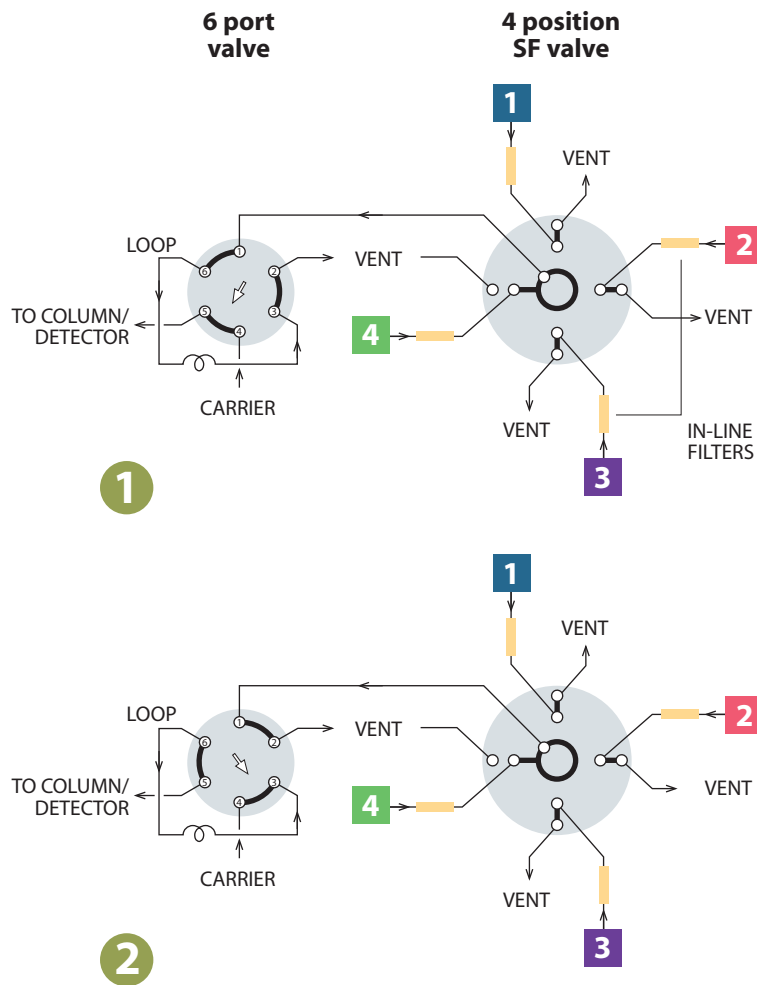 6 port
valve
4 position
SF valve
1
VENT
LOOP
1
6
2
5
3
4
VENT
2
TO COLUMN/
DETECTOR
4
VENT
CARRIER
VENT
IN-LINE
FILTERS
3
1
1
VENT
LOOP
1
6
2
5
3
4
VENT
2
TO COLUMN/
DETECTOR
4
VENT
CARRIER
VENT
3
2